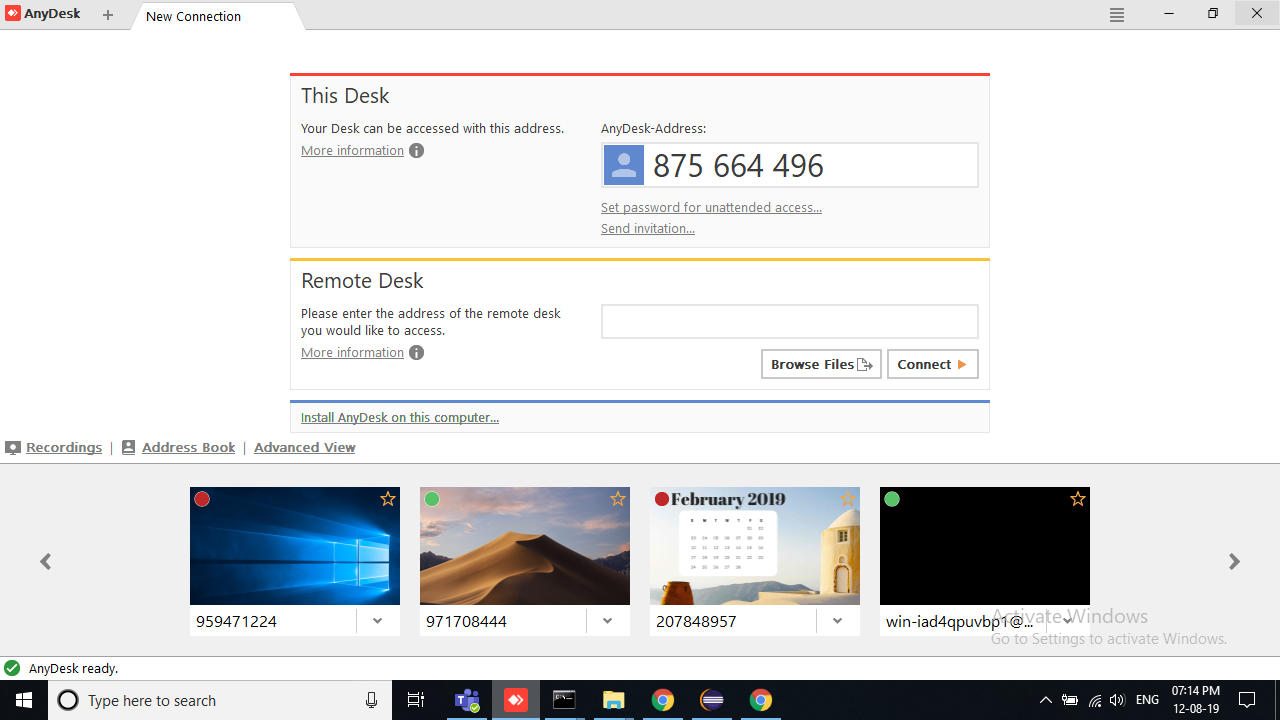 AnyDesk
New Connection
This Desk
Your Desk can be accessed with this address.
More information
AnyDesk-Address:
875 664 496
Set password for unattended access...
Send invitation...
Remote Desk
Please enter the address of the remote desk
you would like to access.
More information
Browse Files
Connect
Install AnyDesk on this computer...
Recordings | Address Book | Advanced View
February 2019
959471224
971708444
207848957
win-iad4qpuvbp1@...
Activate Windows
Go to Settings to activate Windows.
AnyDesk ready.
Type here to search
ENG
07:14 PM
12-08-19